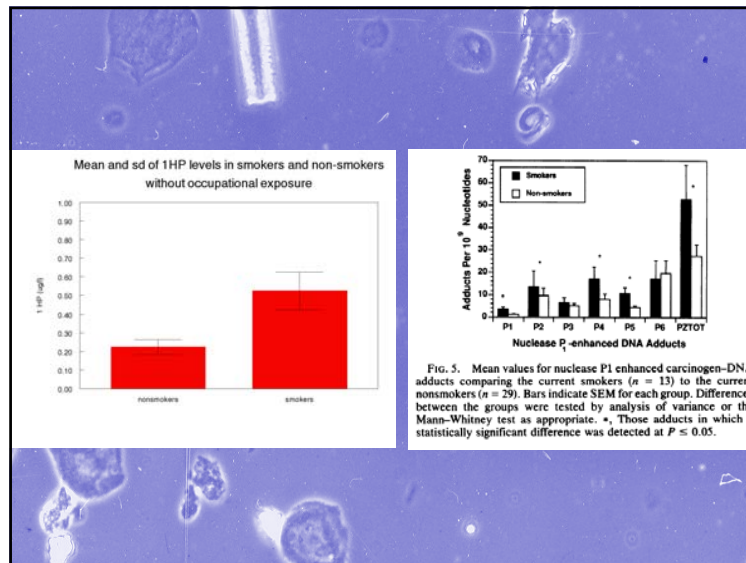 Mean and sd of 1HP levels in smokers and non-smokers
without occupational exposure
1 HP (ug/l)
1.00
0.90
0.80
0.70
0.60
0.50
0.40
0.30
0.20
0.10
0.00
nonsmokers
smokers
Adducts Per 10⁹ Nucleotides
70
60
50
40
30
20
10
0
Smokers
Non-smokers
*
*
*
*
*
P1
P2
P3
P4
P5
P6
PZTOT
Nuclease P₁-enhanced DNA Adducts
FIG. 5. Mean values for nuclease P1 enhanced carcinogen–DN
adducts comparing the current smokers (n = 13) to the curren
nonsmokers (n = 29). Bars indicate SEM for each group. Difference
between the groups were tested by analysis of variance or th
Mann–Whitney test as appropriate. *, Those adducts in which
statistically significant difference was detected at P ≤ 0.05.